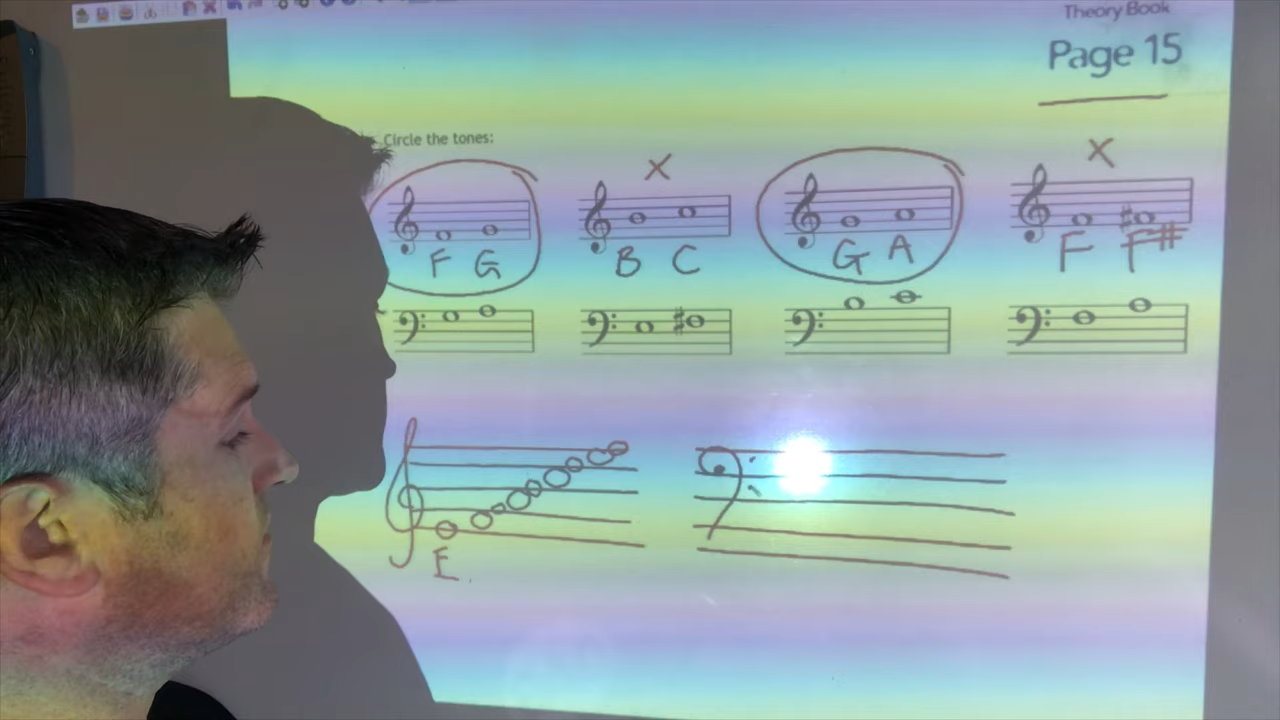 Theory Book
Page 15
Circle the tones:
X
X
F G
B C
G A
F F#
E